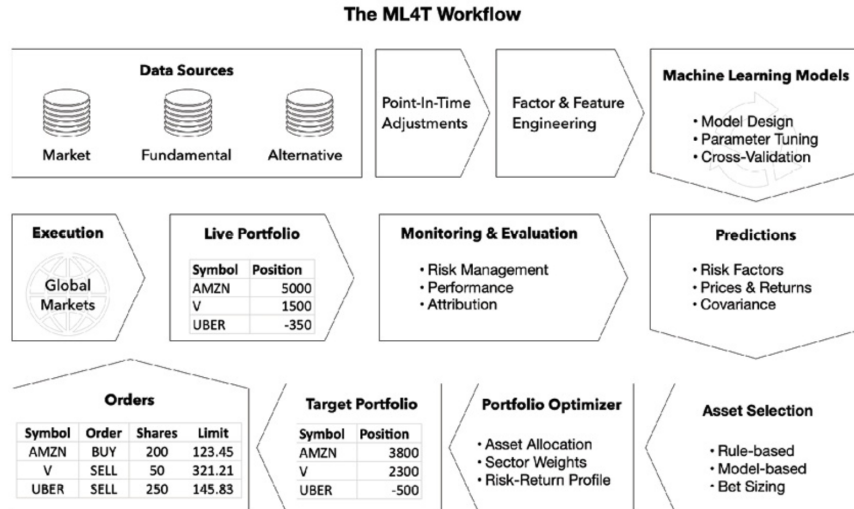 The ML4T Workflow
Data Sources
Market Fundamental Alternative
Point-In-Time
Adjustments
Factor & Feature
Engineering
Machine Learning Models
• Model Design
• Parameter Tuning
• Cross-Validation
Execution
Global
Markets
Live Portfolio
Symbol Position
AMZN 5000
V 1500
UBER -350
Monitoring & Evaluation
• Risk Management
• Performance
• Attribution
Predictions
• Risk Factors
• Prices & Returns
• Covariance
Orders
Symbol Order Shares Limit
AMZN BUY 200 123.45
V SELL 50 321.21
UBER SELL 250 145.83
Target Portfolio
Symbol Position
AMZN 3800
V 2300
UBER -500
Portfolio Optimizer
• Asset Allocation
• Sector Weights
• Risk-Return Profile
Asset Selection
• Rule-based
• Model-based
• Bet Sizing